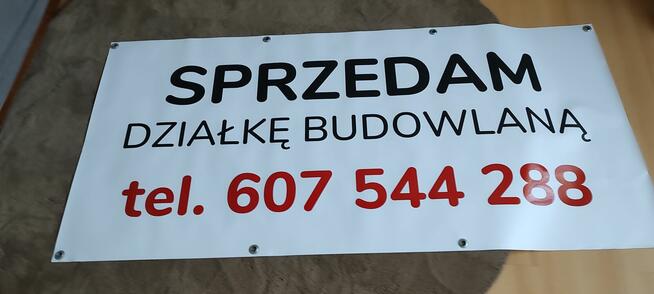 SPRZEDAM
DZIAŁKĘ BUDOWLANĄ
tel. 607 544 288